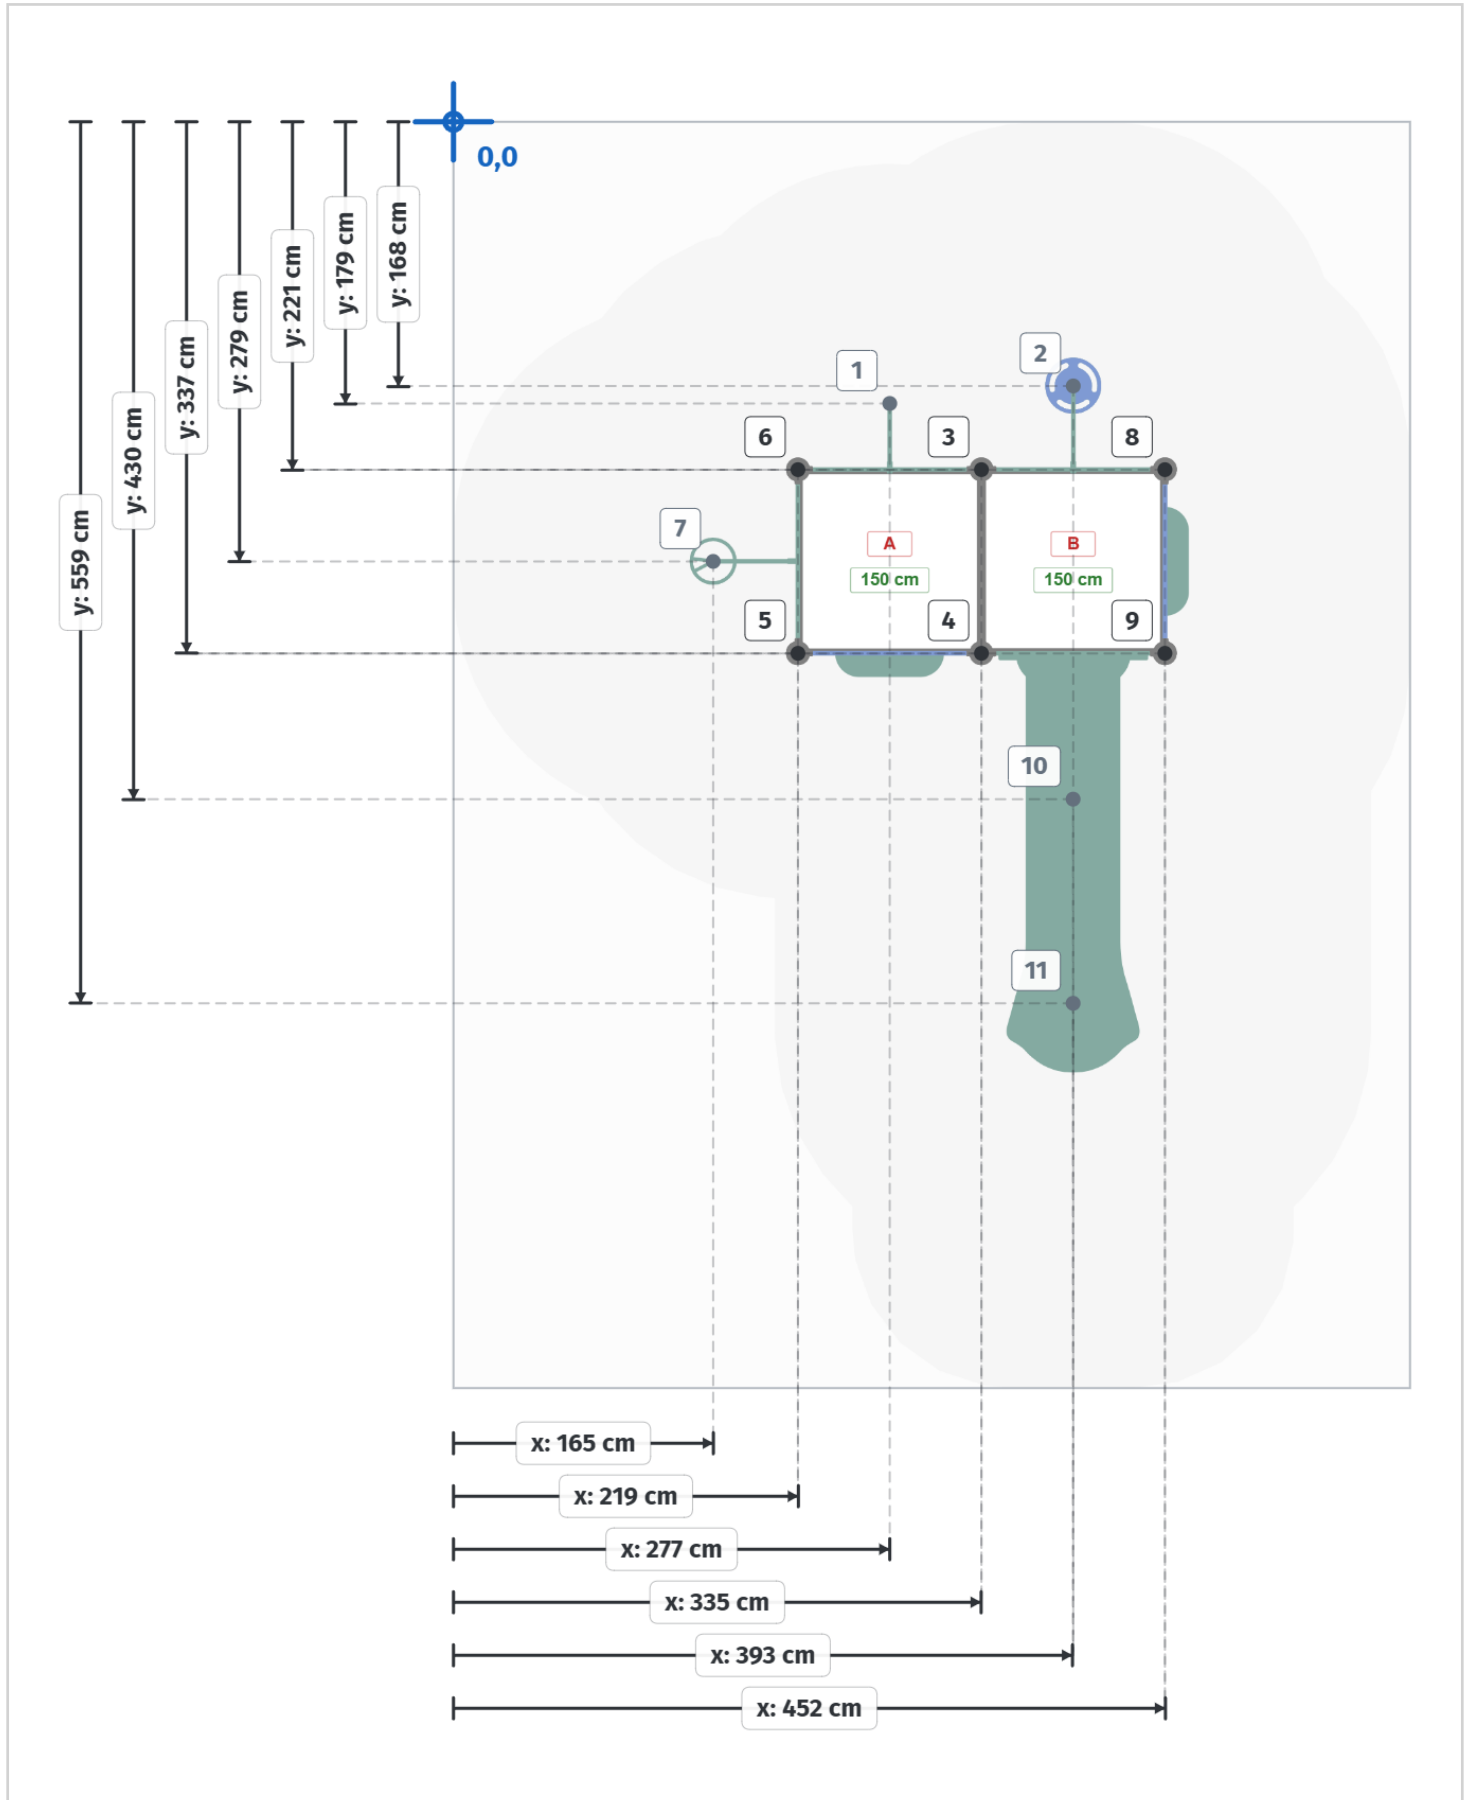 0,0
y: 559 cm
y: 430 cm
y: 337 cm
y: 279 cm
y: 221 cm
y: 179 cm
y: 168 cm
2
1
6
3
8
7
A
B
150 cm
150 cm
5
4
9
10
11
x: 165 cm
x: 219 cm
x: 277 cm
x: 335 cm
x: 393 cm
x: 452 cm